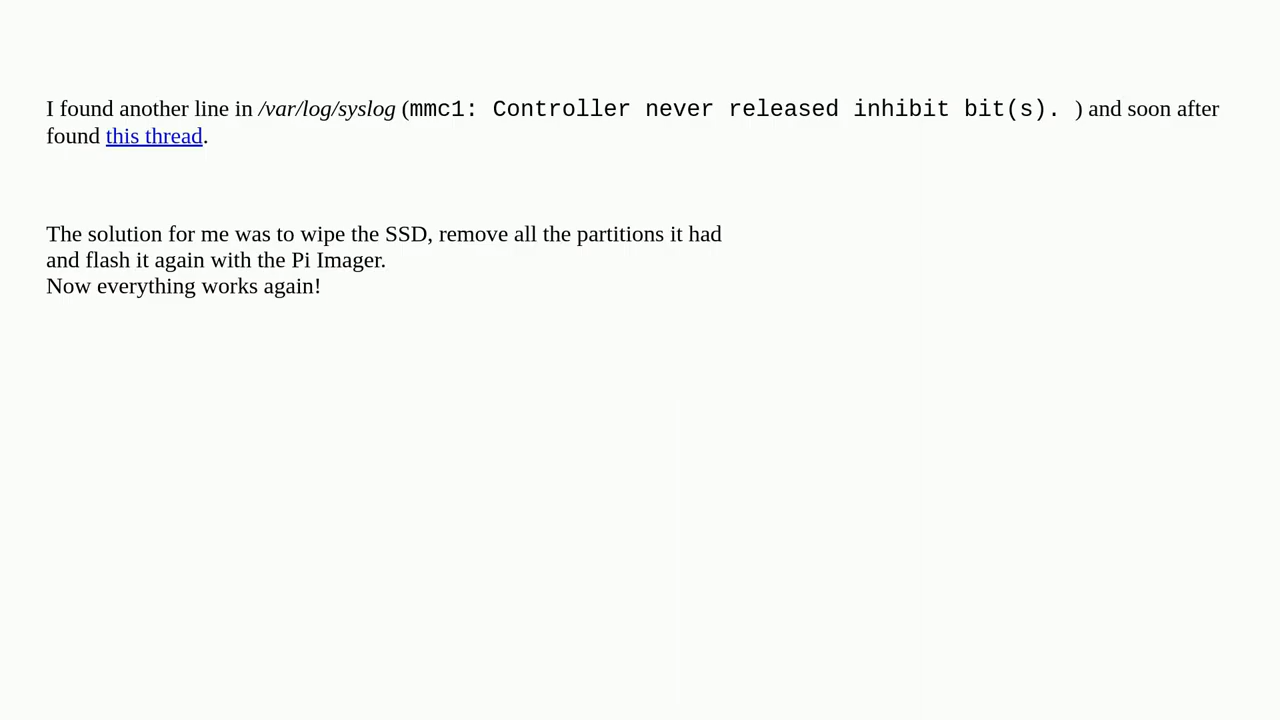 I found another line in /var/log/syslog (mmc1: Controller never released inhibit bit(s). ) and soon after
found this thread.
The solution for me was to wipe the SSD, remove all the partitions it had
and flash it again with the Pi Imager.
Now everything works again!